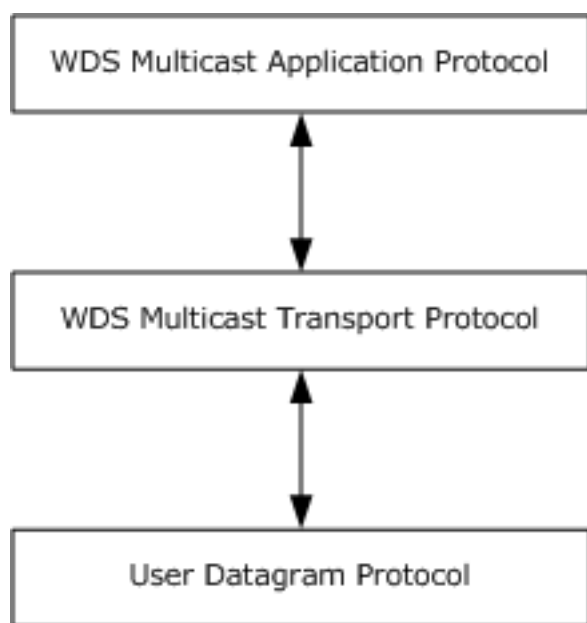 WDS Multicast Application Protocol
WDS Multicast Transport Protocol
User Datagram Protocol